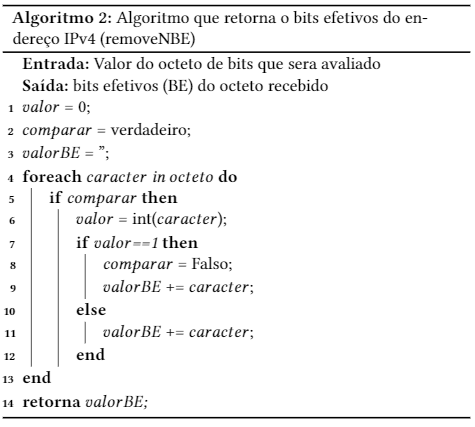 Algoritmo 2: Algoritmo que retorna o bits efetivos do en-
dereço IPv4 (removeNBE)
Entrada: Valor do octeto de bits que sera avaliado
Saída: bits efetivos (BE) do octeto recebido
1 valor = 0;
2 comparar = verdadeiro;
3 valorBE = ”;
4 foreach caracter in octeto do
5 if comparar then
6 valor = int(caracter);
7 if valor==1 then
8 comparar = Falso;
9 valorBE += caracter;
10 else
11 valorBE += caracter;
12 end
13 end
14 retorna valorBE;